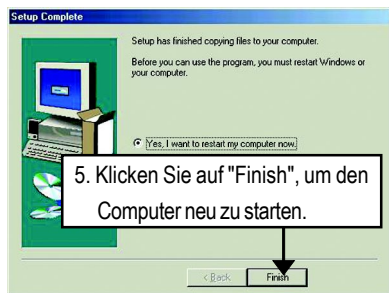 Setup Complete
Setup has finished copying files to your computer.
Before you can use the program, you must restart Windows or
your computer.
Yes, I want to restart my computer now.
5. Klicken Sie auf "Finish", um den
Computer neu zu starten.
< Back
Finish